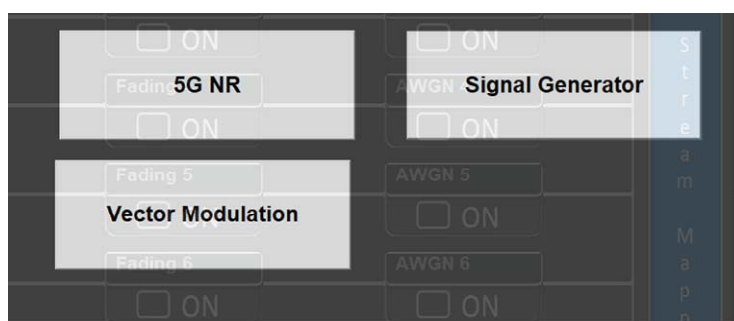 ON ON
5G NR Signal Generator
Fading AWGN 4
ON ON
Fading 5 AWGN 5
Vector Modulation
ON
Fading 6 AWGN 6
ON ON
Stream